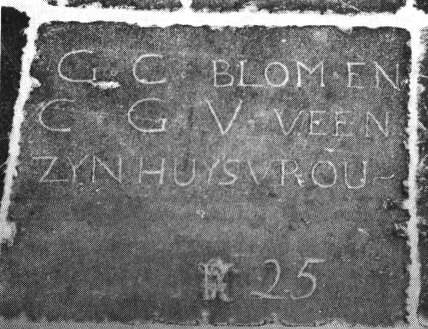 G C BLOM·EN
C G V VEEN
ZYN HUYSVROU~
25